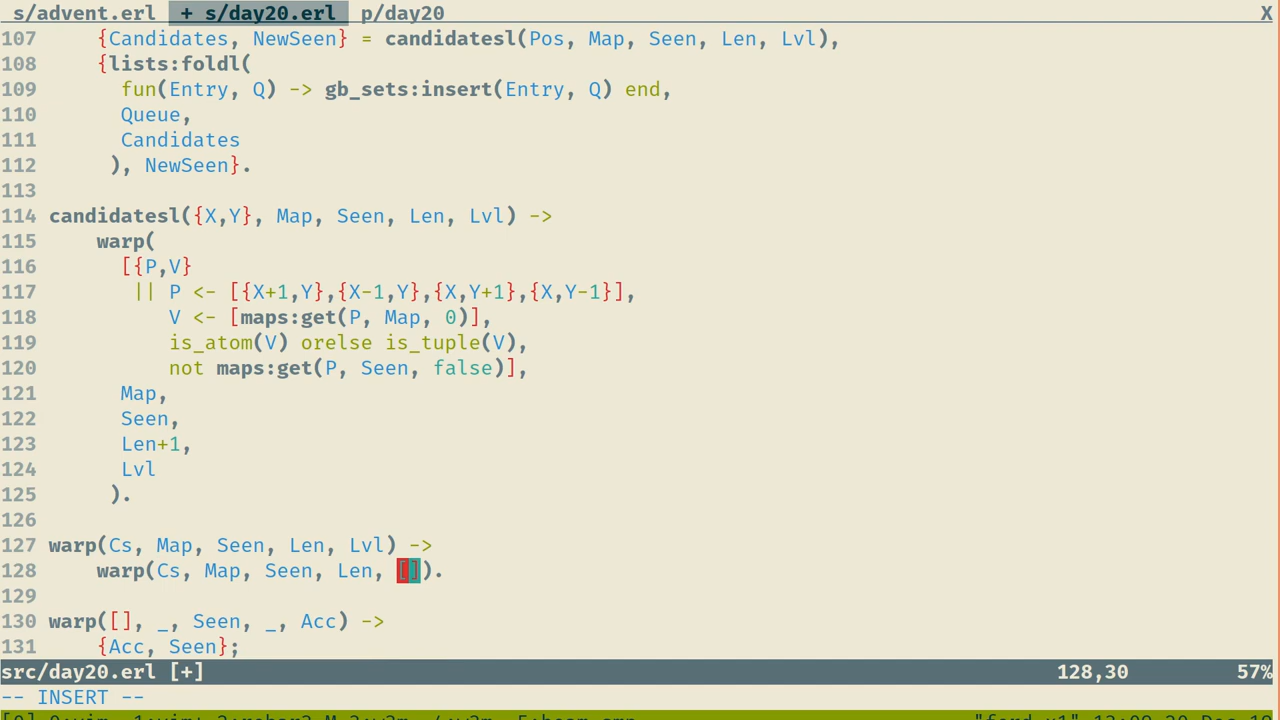 s/advent.erl + s/day20.erl p/day20 X
107 {Candidates, NewSeen} = candidatesl(Pos, Map, Seen, Len, Lvl),
108 {lists:foldl(
109 fun(Entry, Q) -> gb_sets:insert(Entry, Q) end,
110 Queue,
111 Candidates
112 ), NewSeen}.
113
114 candidatesl({X,Y}, Map, Seen, Len, Lvl) ->
115 warp(
116 [{P,V}
117 || P <- [{X+1,Y},{X-1,Y},{X,Y+1},{X,Y-1}],
118 V <- [maps:get(P, Map, 0)],
119 is_atom(V) orelse is_tuple(V),
120 not maps:get(P, Seen, false)],
121 Map,
122 Seen,
123 Len+1,
124 Lvl
125 ).
126
127 warp(Cs, Map, Seen, Len, Lvl) ->
128 warp(Cs, Map, Seen, Len, []).
129
130 warp([], _, Seen, _, Acc) ->
131 {Acc, Seen};
src/day20.erl [+] 128,30 57%
-- INSERT --